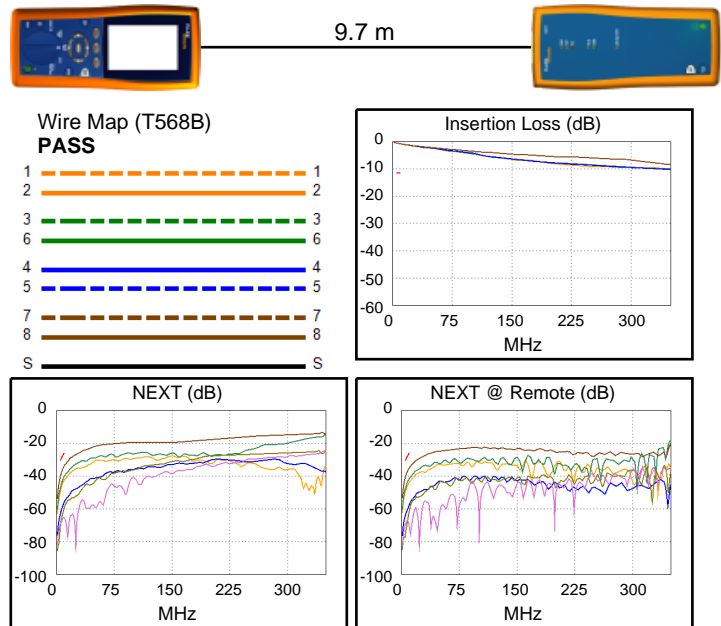 9.7 m
Wire Map (T568B)
PASS
1 1
2 2
3 3
6 6
4 4
5 5
7 7
8 8
S S
Insertion Loss (dB)
0
-10
-20
-30
-40
-50
-60
0 75 150 225 300
MHz
NEXT (dB)
0
-20
-40
-60
-80
-100
0 75 150 225 300
MHz
NEXT @ Remote (dB)
0
-20
-40
-60
-80
-100
0 75 150 225 300
MHz